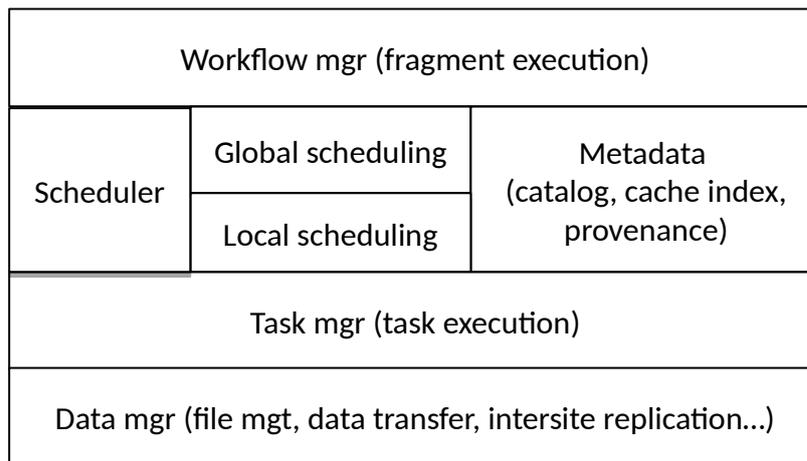 Workflow mgr (fragment execution)
Scheduler
Global scheduling
Local scheduling
Metadata
(catalog, cache index,
provenance)
Task mgr (task execution)
Data mgr (file mgt, data transfer, intersite replication...)